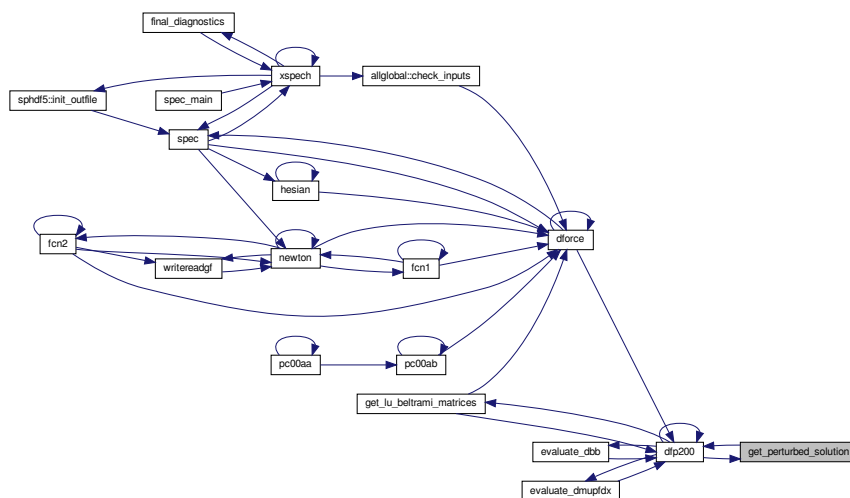 final_diagnostics
xspech
allglobal::check_inputs
sphdf5::init_outfile
spec_main
spec
hesian
dforce
fcn2
newton
writereadgf
fcn1
pc00aa
pc00ab
get_lu_beltrami_matrices
evaluate_dbb
dfp200
get_perturbed_solution
evaluate_dmupfdx